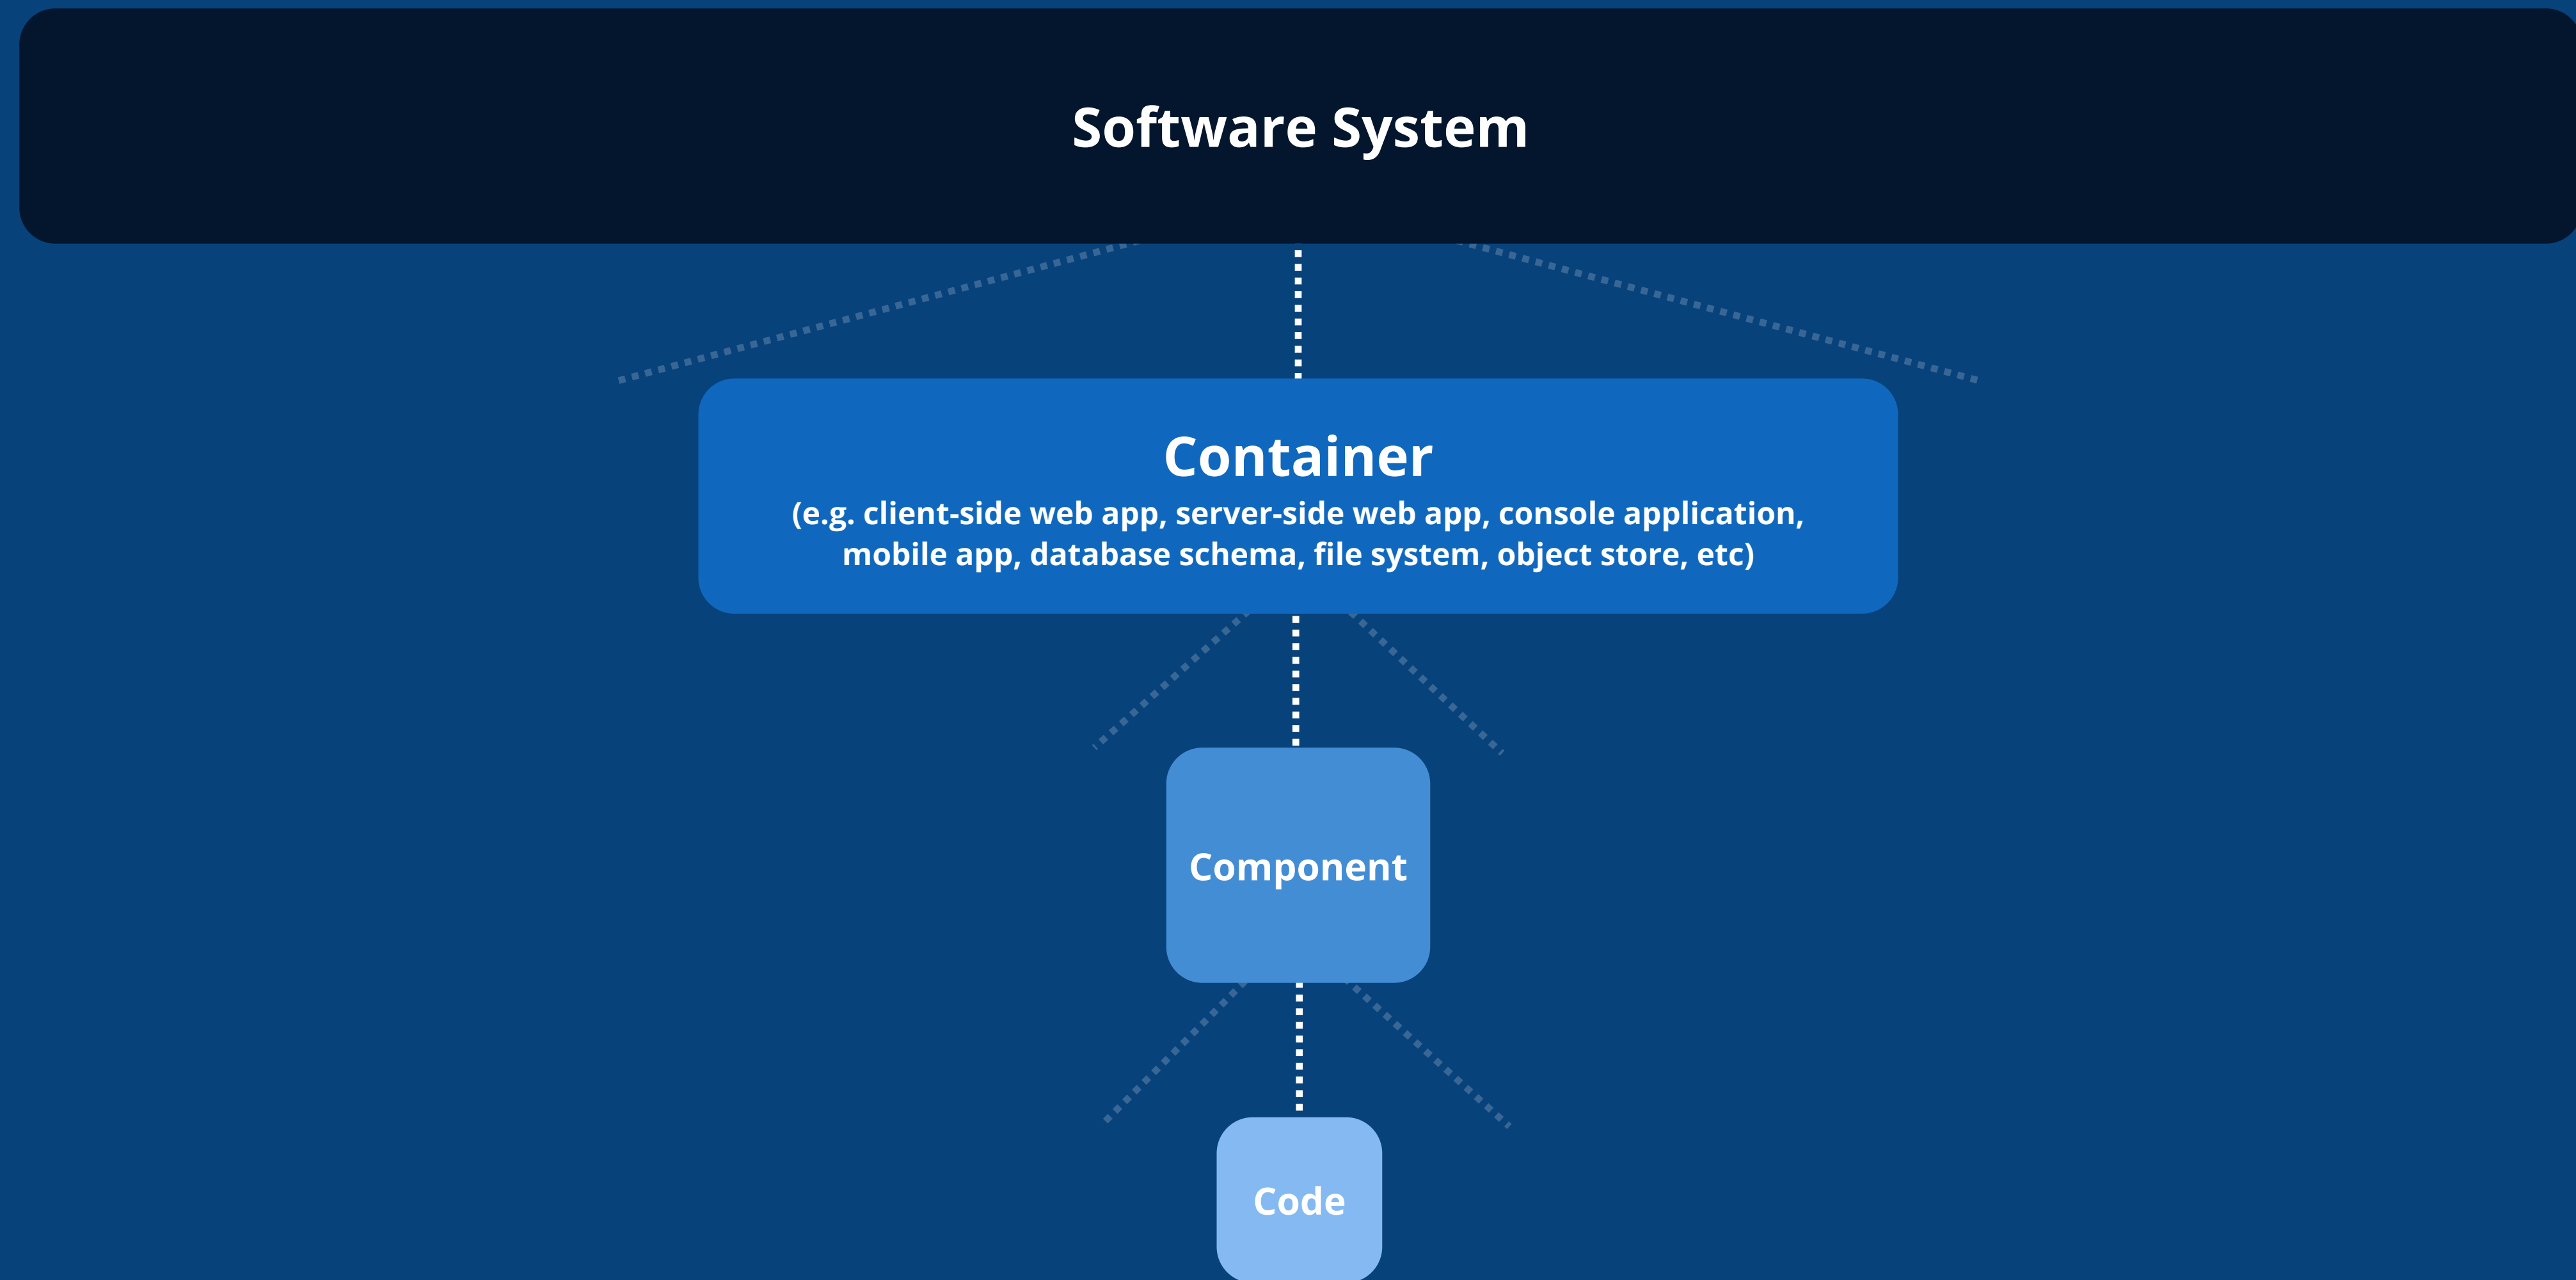 Software System
Container
(e.g. client-side web app, server-side web app, console application,
mobile app, database schema, file system, object store, etc)
Component
Code